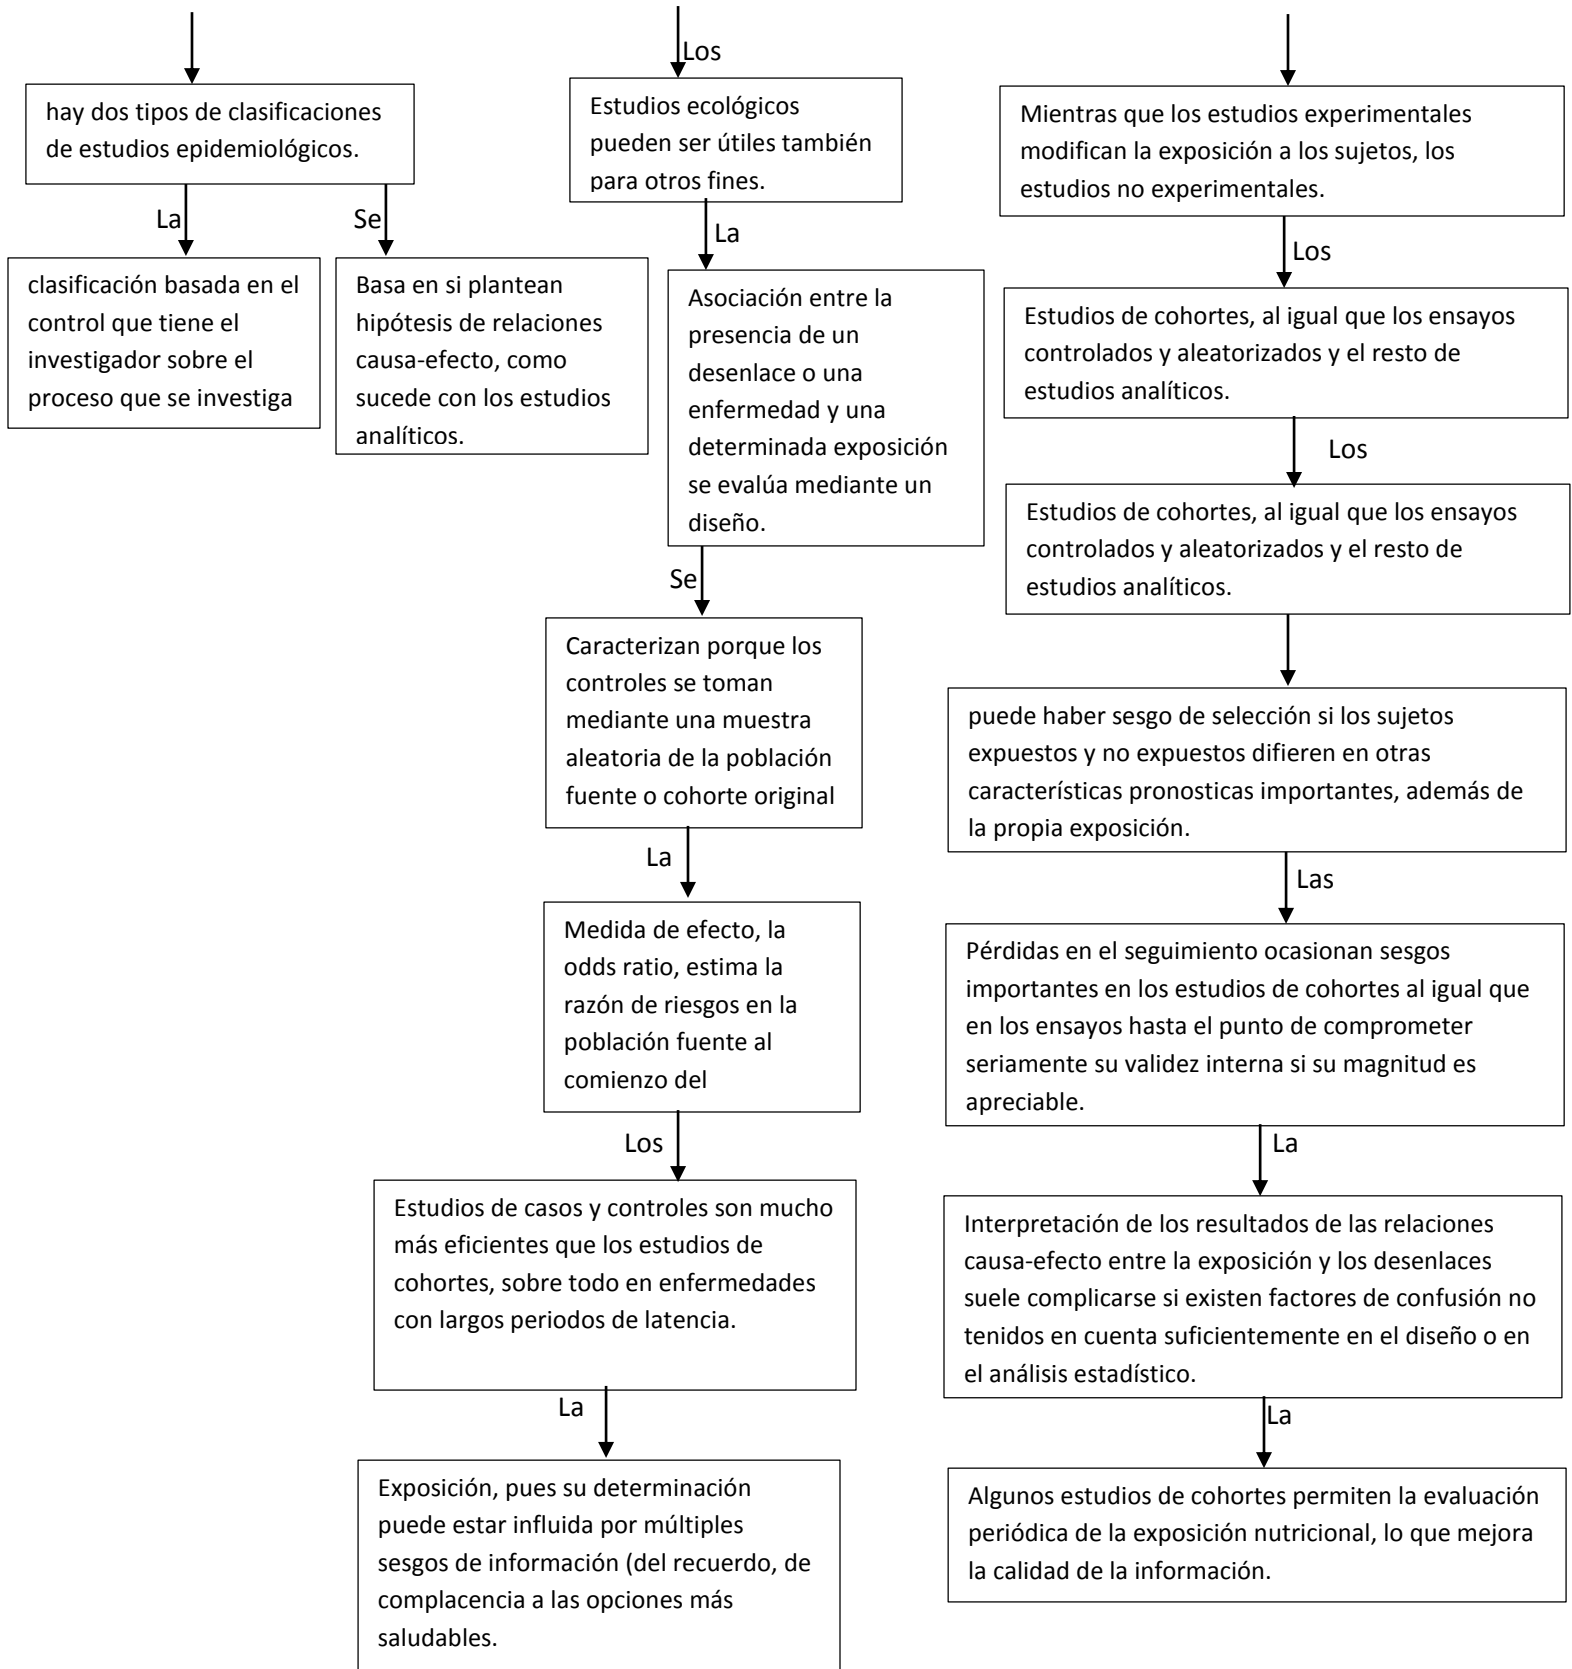 hay dos tipos de clasificaciones
de estudios epidemiológicos.
La
Se
clasificación basada en el
control que tiene el
investigador sobre el
proceso que se investiga
Basa en si plantean
hipótesis de relaciones
causa-efecto, como
sucede con los estudios
analíticos.
Los
Estudios ecológicos
pueden ser útiles también
para otros fines.
La
Asociación entre la
presencia de un
desenlace o una
enfermedad y una
determinada exposición
se evalúa mediante un
diseño.
Se
Caracterizan porque los
controles se toman
mediante una muestra
aleatoria de la población
fuente o cohorte original
La
Medida de efecto, la
odds ratio, estima la
razón de riesgos en la
población fuente al
comienzo del
Los
Estudios de casos y controles son mucho
más eficientes que los estudios de
cohortes, sobre todo en enfermedades
con largos periodos de latencia.
La
Exposición, pues su determinación
puede estar influida por múltiples
sesgos de información (del recuerdo, de
complacencia a las opciones más
saludables.
Mientras que los estudios experimentales
modifican la exposición a los sujetos, los
estudios no experimentales.
Los
Estudios de cohortes, al igual que los ensayos
controlados y aleatorizados y el resto de
estudios analíticos.
Los
Estudios de cohortes, al igual que los ensayos
controlados y aleatorizados y el resto de
estudios analíticos.
puede haber sesgo de selección si los sujetos
expuestos y no expuestos difieren en otras
característícas pronosticas importantes, además de
la propia exposición.
Las
Pérdidas en el seguimiento ocasionan sesgos
importantes en los estudios de cohortes al igual que
en los ensayos hasta el punto de comprometer
seriamente su validez interna si su magnitud es
apreciable.
La
Interpretación de los resultados de las relaciones
causa-efecto entre la exposición y los desenlaces
suele complicarse si existen factores de confusión no
tenidos en cuenta suficientemente en el diseño o en
el análisis estadístico.
La
Algunos estudios de cohortes permiten la evaluación
periódica de la exposición nutricional, lo que mejora
la calidad de la información.